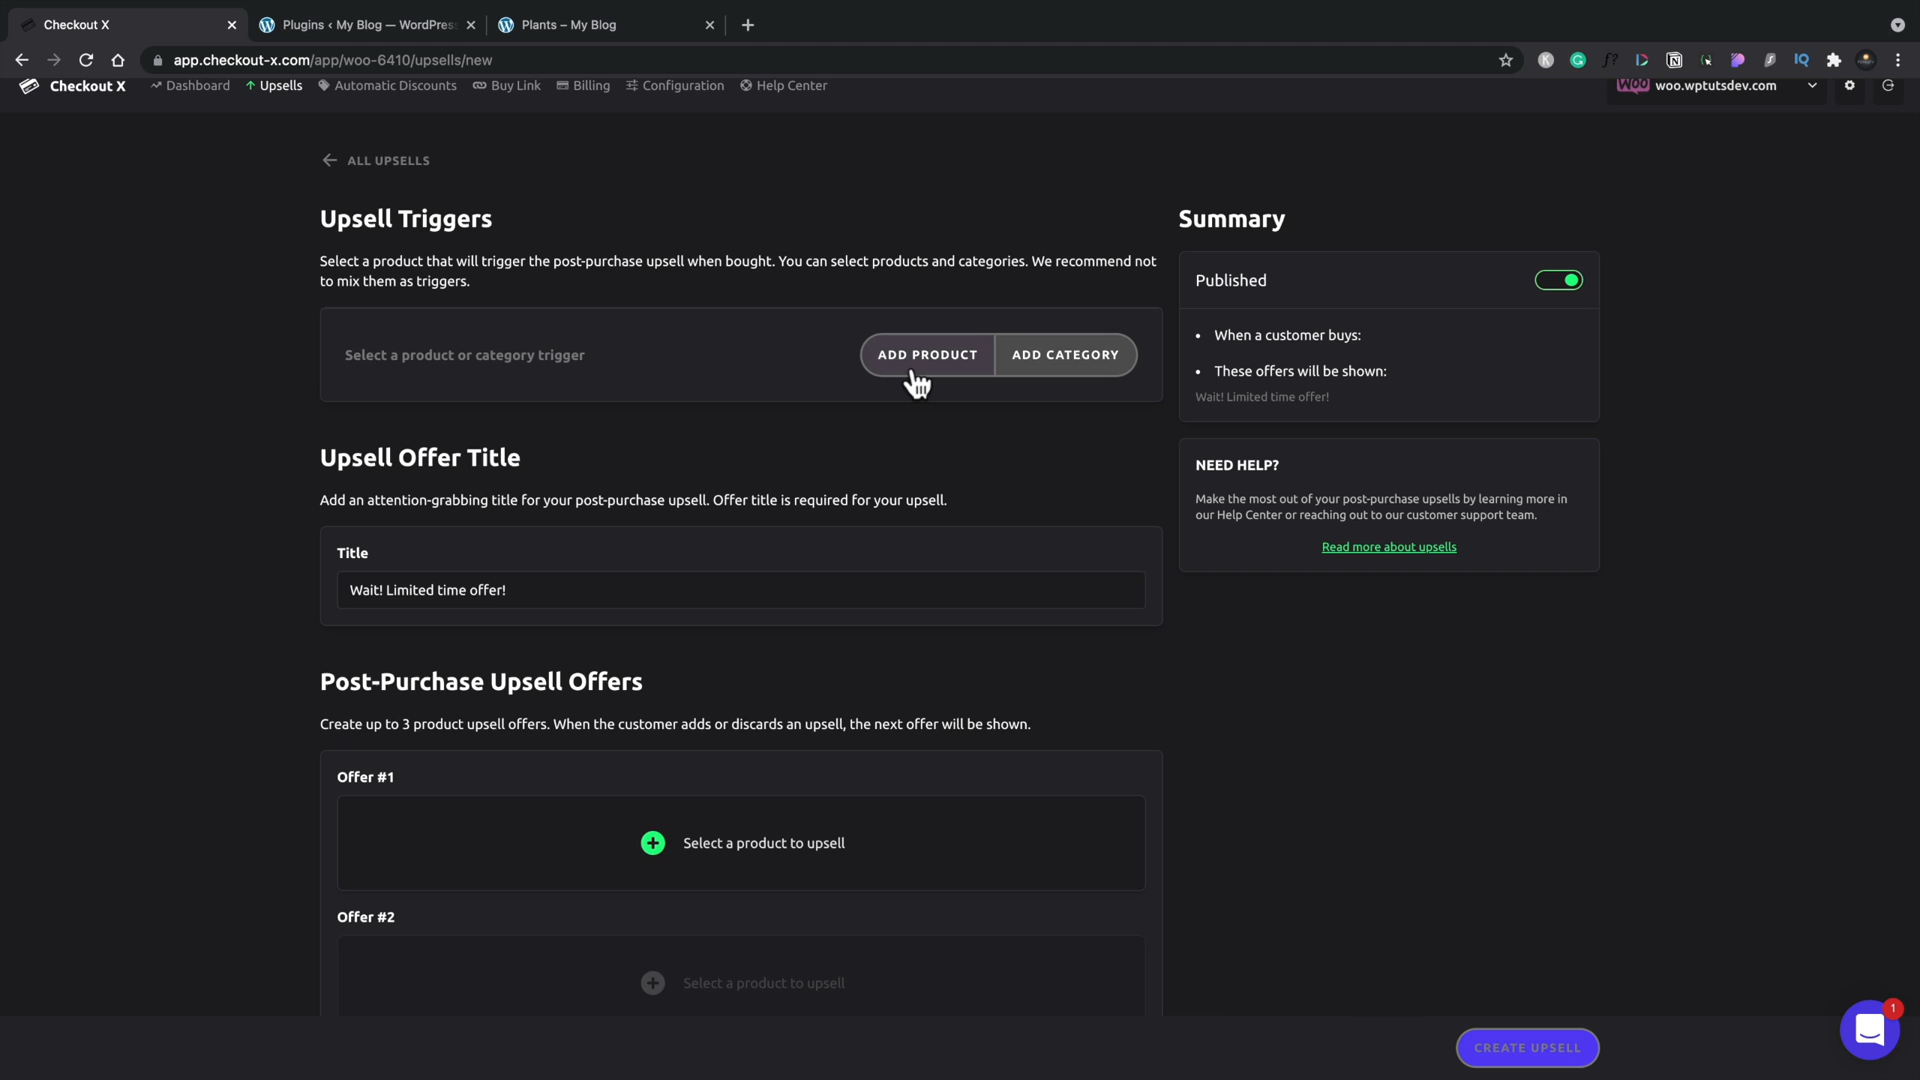 Checkout X
Plugins ‹ My Blog — WordPress
Plants – My Blog
app.checkout-x.com/app/woo-6410/upsells/new
Checkout X
Dashboard
Upsells
Automatic Discounts
Buy Link
Billing
Configuration
Help Center
Woo
woo.wptutsdev.com
ALL UPSELLS
Upsell Triggers
Select a product that will trigger the post-purchase upsell when bought. You can select products and categories. We recommend not
to mix them as triggers.
Select a product or category trigger
ADD PRODUCT
ADD CATEGORY
Upsell Offer Title
Add an attention-grabbing title for your post-purchase upsell. Offer title is required for your upsell.
Title
Wait! Limited time offer!
Post-Purchase Upsell Offers
Create up to 3 product upsell offers. When the customer adds or discards an upsell, the next offer will be shown.
Offer #1
Select a product to upsell
Offer #2
Select a product to upsell
Summary
Published
• When a customer buys:
• These offers will be shown:
Wait! Limited time offer!
NEED HELP?
Make the most out of your post-purchase upsells by learning more in
our Help Center or reaching out to our customer support team.
Read more about upsells
CREATE UPSELL
1